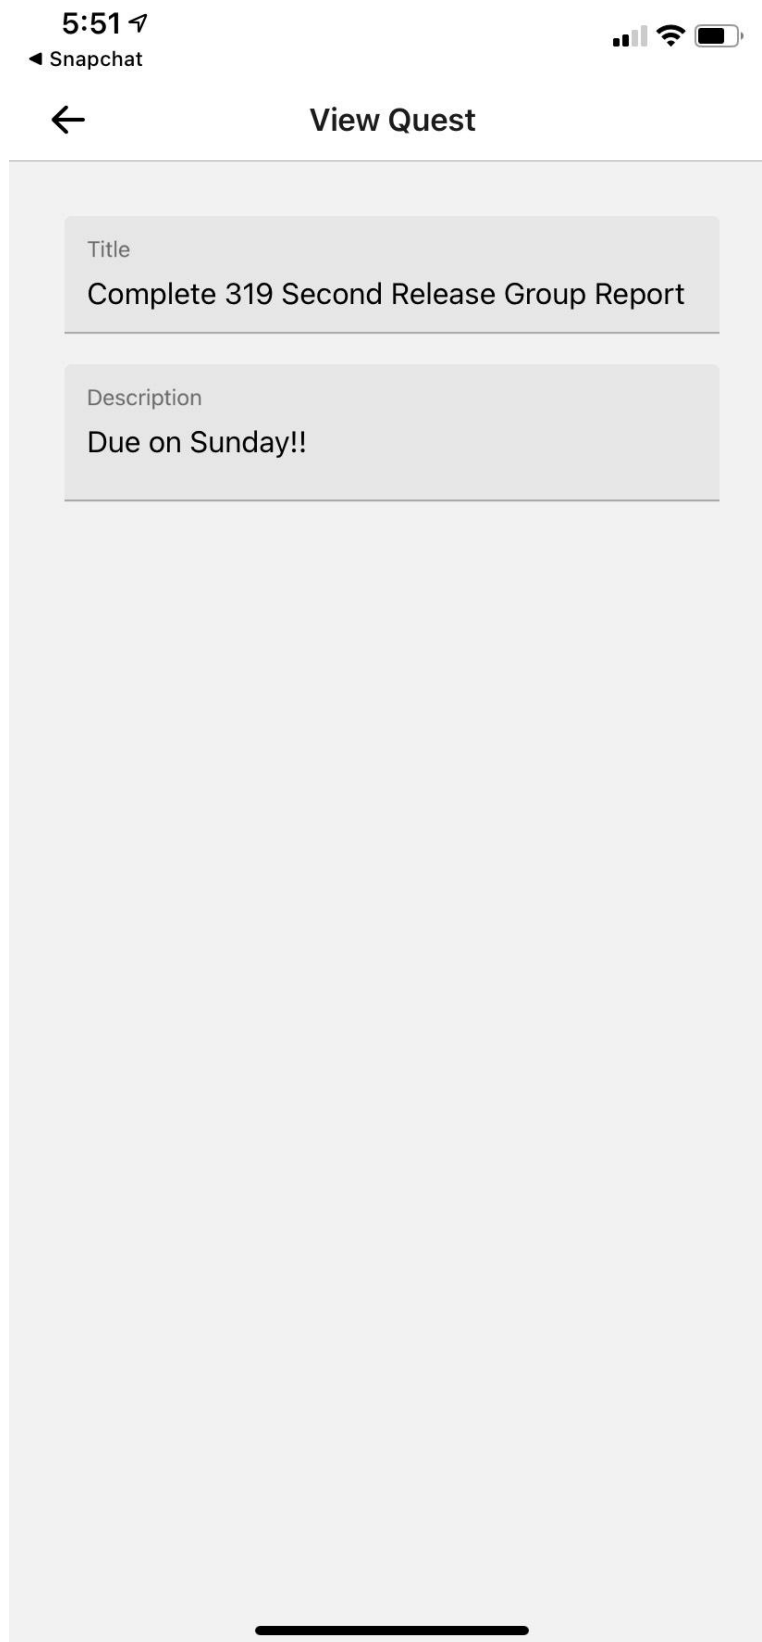 5:51
Snapchat
View Quest
Title
Complete 319 Second Release Group Report
Description
Due on Sunday!!